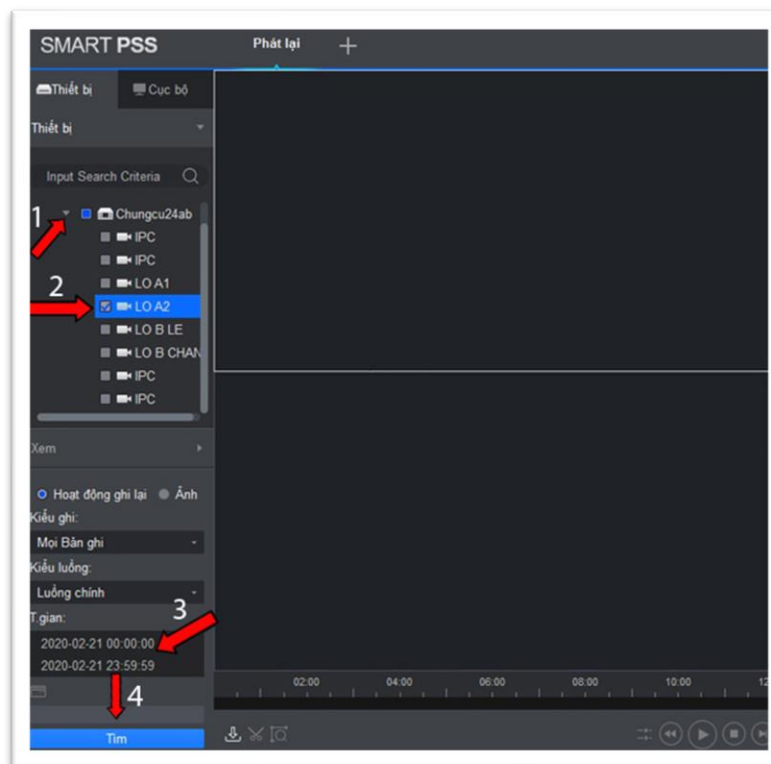 SMART PSS
Phát lại
Thiết bị
Cục bộ
Thiết bị
Input Search Criteria
1
Chungcu24ab
IPC
IPC
LO A1
2
LO A2
LO B LE
LO B CHAN
IPC
IPC
Xem
Hoạt động ghi lại
Ảnh
Kiểu ghi:
Mọi Bản ghi
Kiểu luồng:
Luồng chính
T.gian:
3
2020-02-21 00:00:00
2020-02-21 23:59:59
4
Tìm
02:00 04:00 06:00 08:00 10:00 12